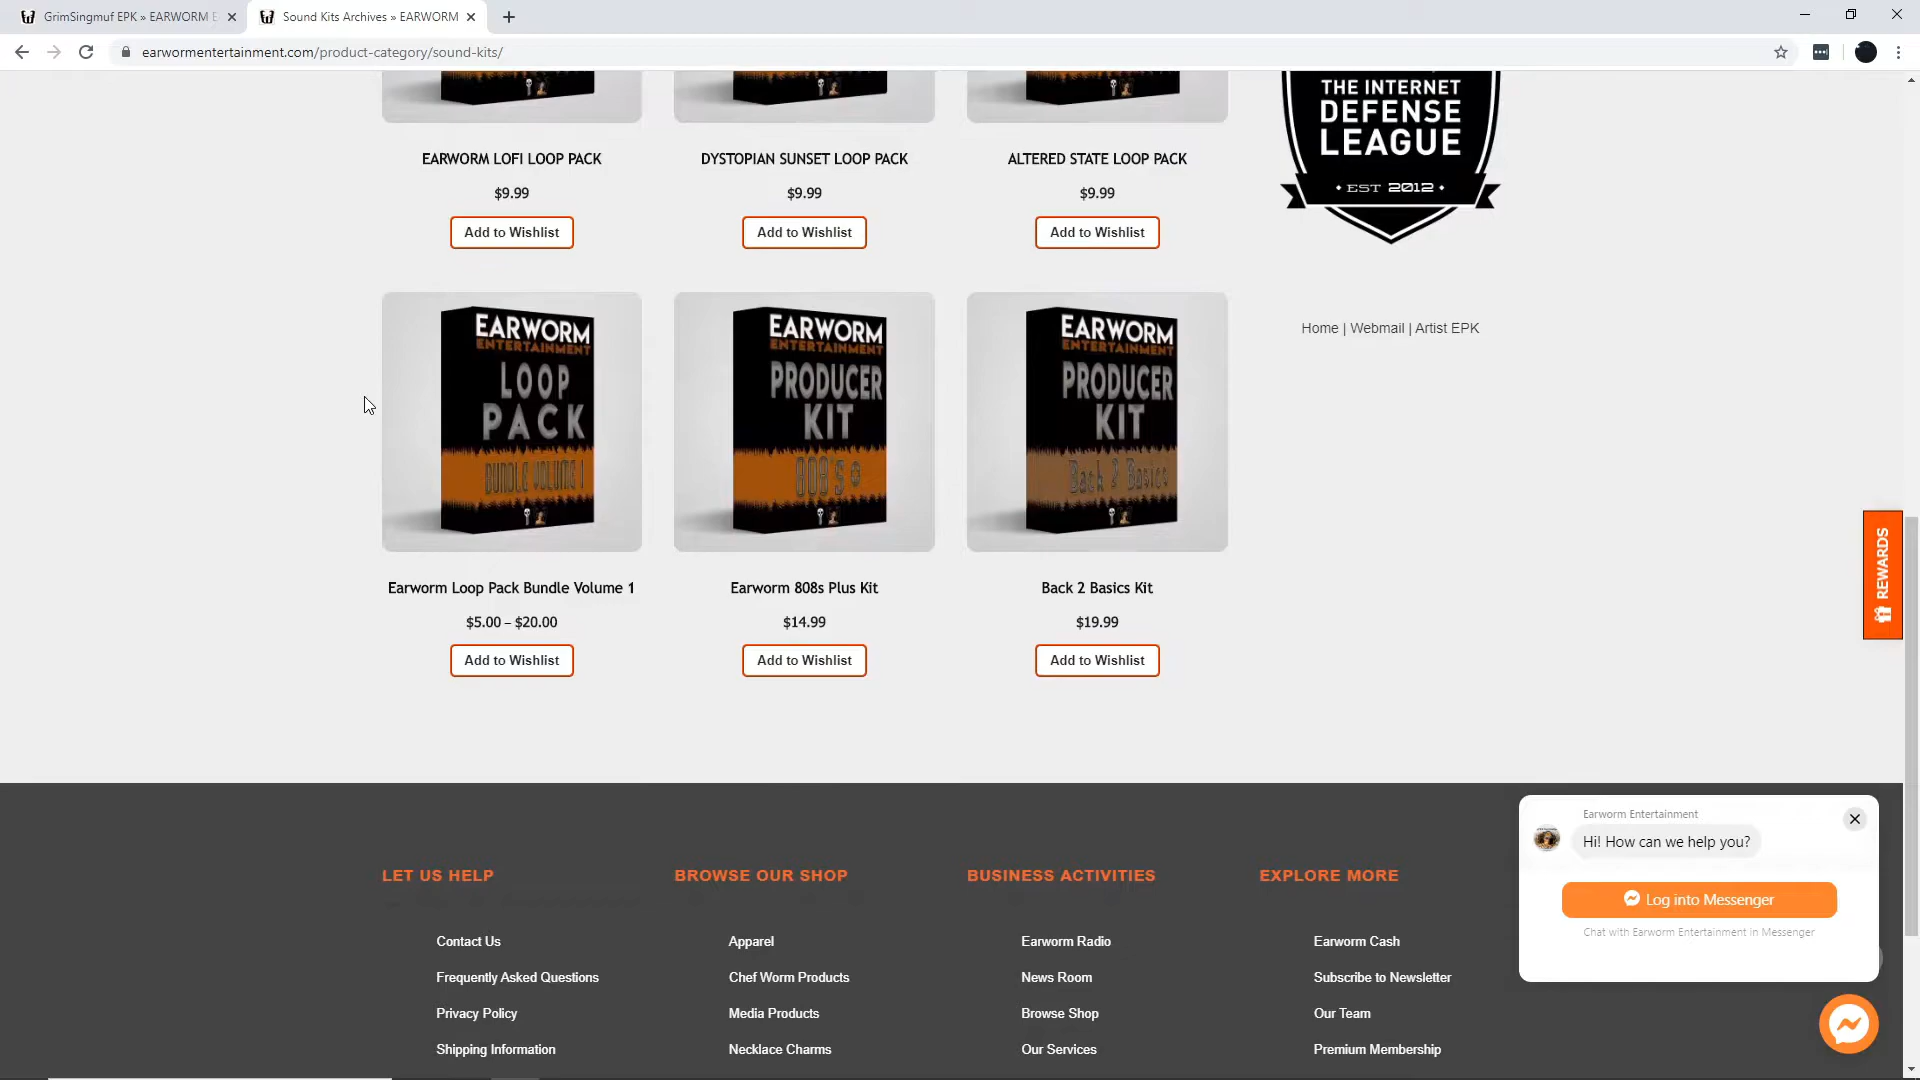 GrimSingmuf EPK » EARWORM E
Sound Kits Archives » EARWORM
earwormentertainment.com/product-category/sound-kits/
THE INTERNET
DEFENSE
LEAGUE
• EST 2012 •
EARWORM LOFI LOOP PACK
DYSTOPIAN SUNSET LOOP PACK
ALTERED STATE LOOP PACK
$9.99
$9.99
$9.99
Add to Wishlist
Add to Wishlist
Add to Wishlist
EARWORM
ENTERTAINMENT
LOOP
PACK
BUNDLE VOLUME 1
EARWORM
ENTERTAINMENT
PRODUCER
KIT
808'S +
EARWORM
ENTERTAINMENT
PRODUCER
KIT
Back 2 Basics
Home | Webmail | Artist EPK
REWARDS
Earworm Loop Pack Bundle Volume 1
Earworm 808s Plus Kit
Back 2 Basics Kit
$5.00 – $20.00
$14.99
$19.99
Add to Wishlist
Add to Wishlist
Add to Wishlist
Earworm Entertainment
Hi! How can we help you?
Log into Messenger
Chat with Earworm Entertainment in Messenger
LET US HELP
Contact Us
Frequently Asked Questions
Privacy Policy
Shipping Information
BROWSE OUR SHOP
Apparel
Chef Worm Products
Media Products
Necklace Charms
BUSINESS ACTIVITIES
Earworm Radio
News Room
Browse Shop
Our Services
EXPLORE MORE
Earworm Cash
Subscribe to Newsletter
Our Team
Premium Membership